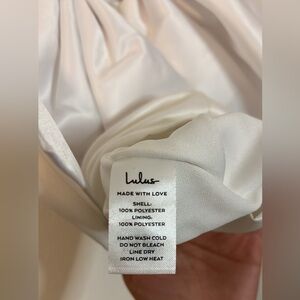 Lulus
MADE WITH LOVE
SHELL:
100% POLYESTER
LINING:
100% POLYESTER
HAND WASH COLD
DO NOT BLEACH
LINE DRY
IRON LOW HEAT